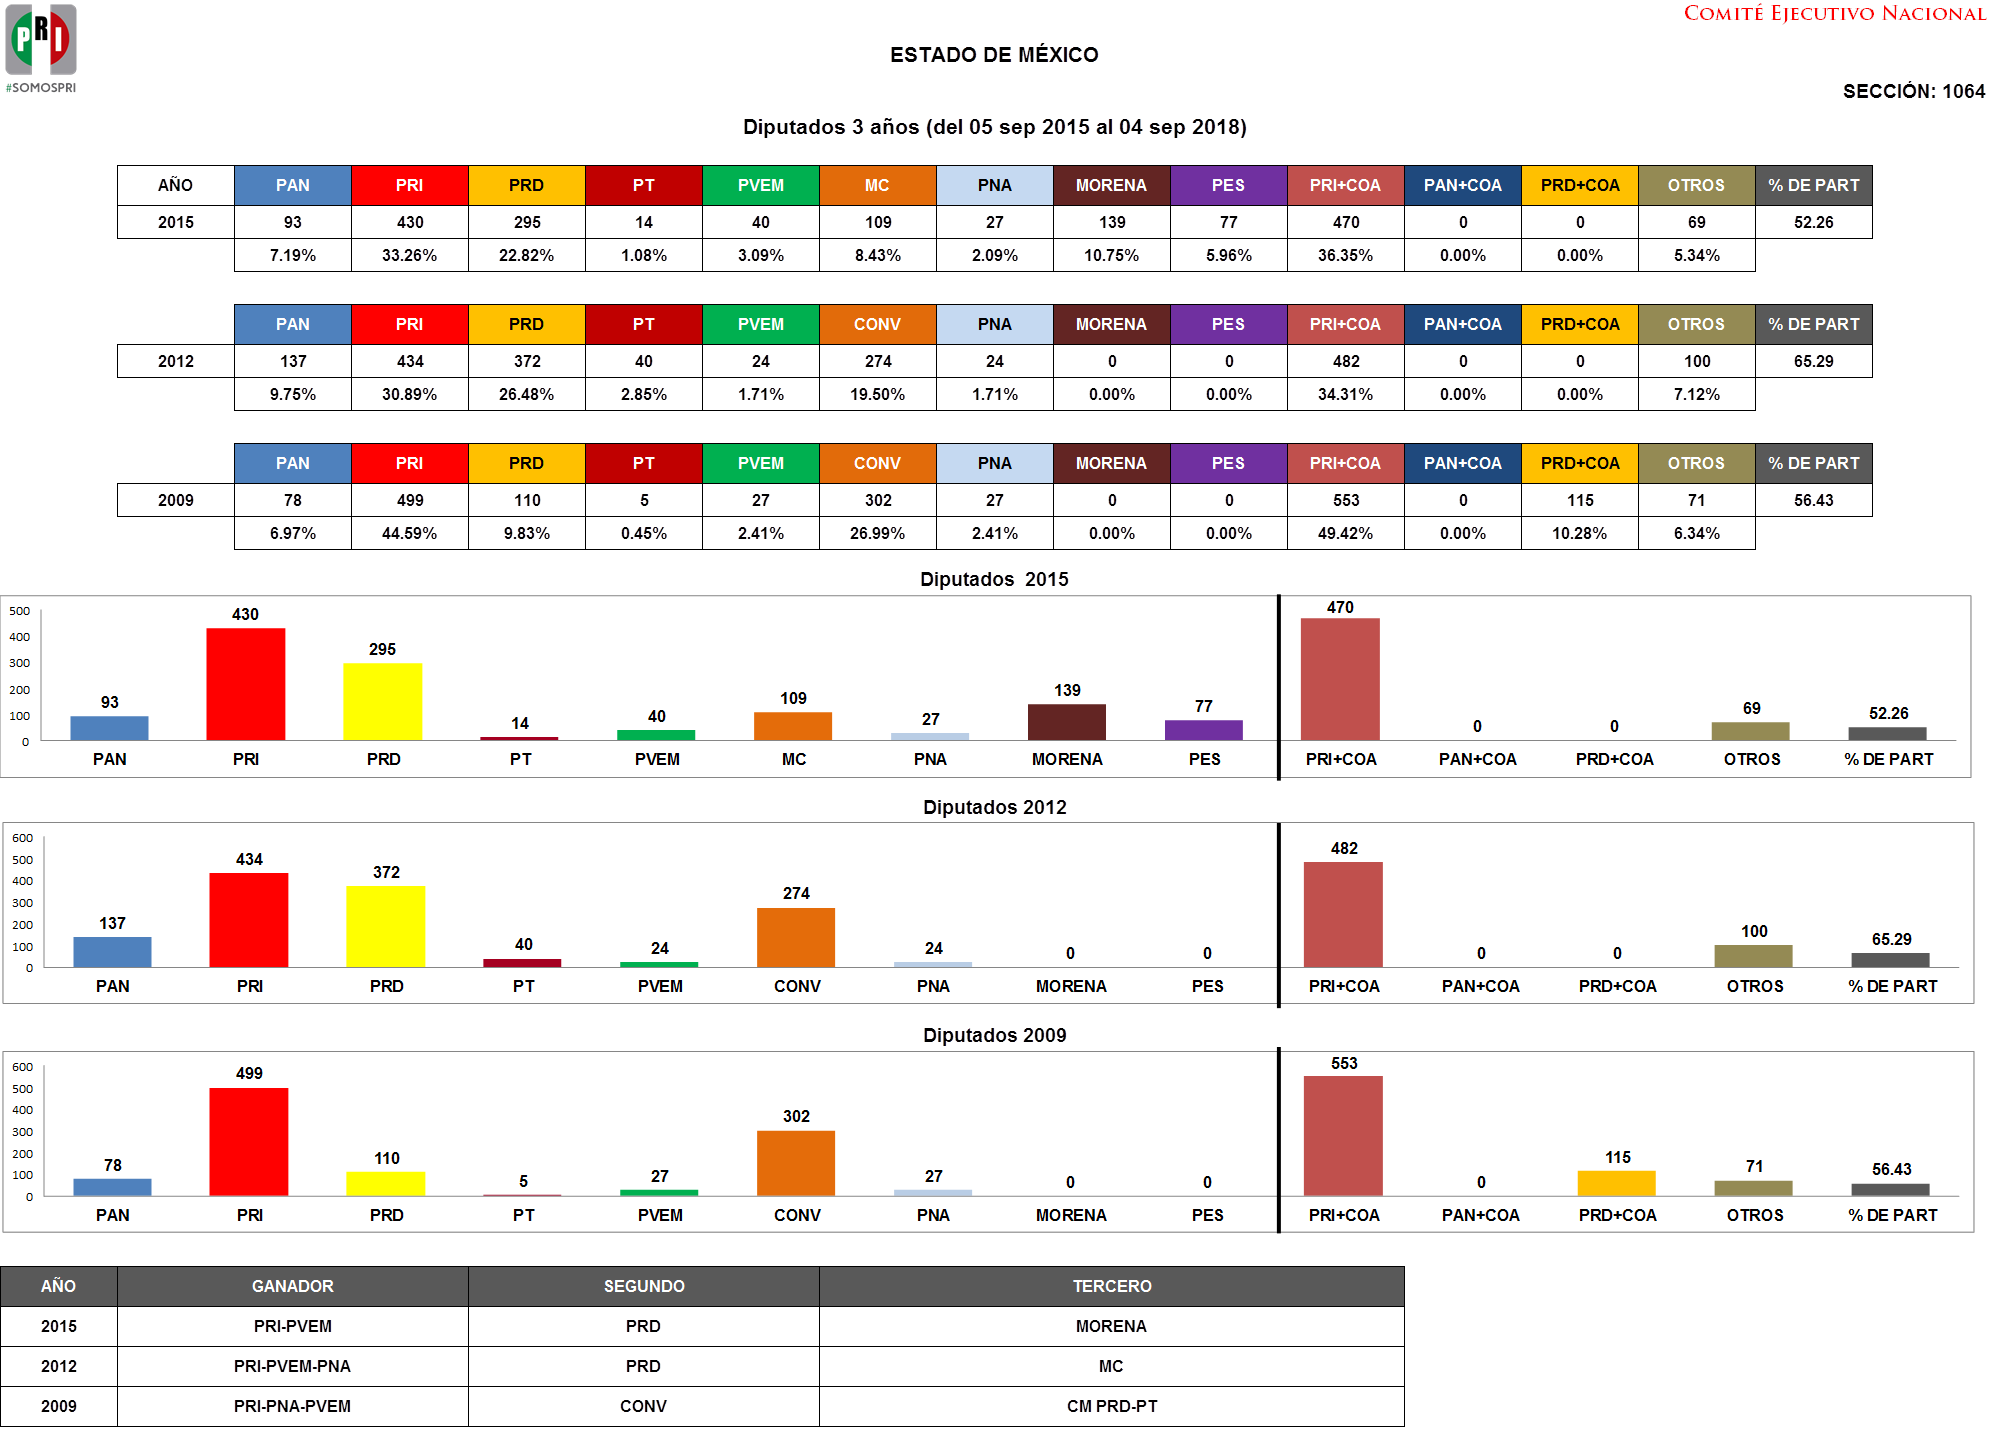 PRI
#SOMOSPRI
COMITÉ EJECUTIVO NACIONAL
ESTADO DE MÉXICO
SECCIÓN: 1064
Diputados 3 años (del 05 sep 2015 al 04 sep 2018)
AÑO PAN PRI PRD PT PVEM MC PNA MORENA PES PRI+COA PAN+COA PRD+COA OTROS % DE PART
2015 93 430 295 14 40 109 27 139 77 470 0 0 69 52.26
7.19% 33.26% 22.82% 1.08% 3.09% 8.43% 2.09% 10.75% 5.96% 36.35% 0.00% 0.00% 5.34%
PAN PRI PRD PT PVEM CONV PNA MORENA PES PRI+COA PAN+COA PRD+COA OTROS % DE PART
2012 137 434 372 40 24 274 24 0 0 482 0 0 100 65.29
9.75% 30.89% 26.48% 2.85% 1.71% 19.50% 1.71% 0.00% 0.00% 34.31% 0.00% 0.00% 7.12%
PAN PRI PRD PT PVEM CONV PNA MORENA PES PRI+COA PAN+COA PRD+COA OTROS % DE PART
2009 78 499 110 5 27 302 27 0 0 553 0 115 71 56.43
6.97% 44.59% 9.83% 0.45% 2.41% 26.99% 2.41% 0.00% 0.00% 49.42% 0.00% 10.28% 6.34%
Diputados 2015
500
400
300
200
100
0
93 430 295 14 40 109 27 139 77 470 0 0 69 52.26
PAN PRI PRD PT PVEM MC PNA MORENA PES PRI+COA PAN+COA PRD+COA OTROS % DE PART
Diputados 2012
600
500
400
300
200
100
0
137 434 372 40 24 274 24 0 0 482 0 0 100 65.29
PAN PRI PRD PT PVEM CONV PNA MORENA PES PRI+COA PAN+COA PRD+COA OTROS % DE PART
Diputados 2009
600
500
400
300
200
100
0
78 499 110 5 27 302 27 0 0 553 0 115 71 56.43
PAN PRI PRD PT PVEM CONV PNA MORENA PES PRI+COA PAN+COA PRD+COA OTROS % DE PART
AÑO GANADOR SEGUNDO TERCERO
2015 PRI-PVEM PRD MORENA
2012 PRI-PVEM-PNA PRD MC
2009 PRI-PNA-PVEM CONV CM PRD-PT